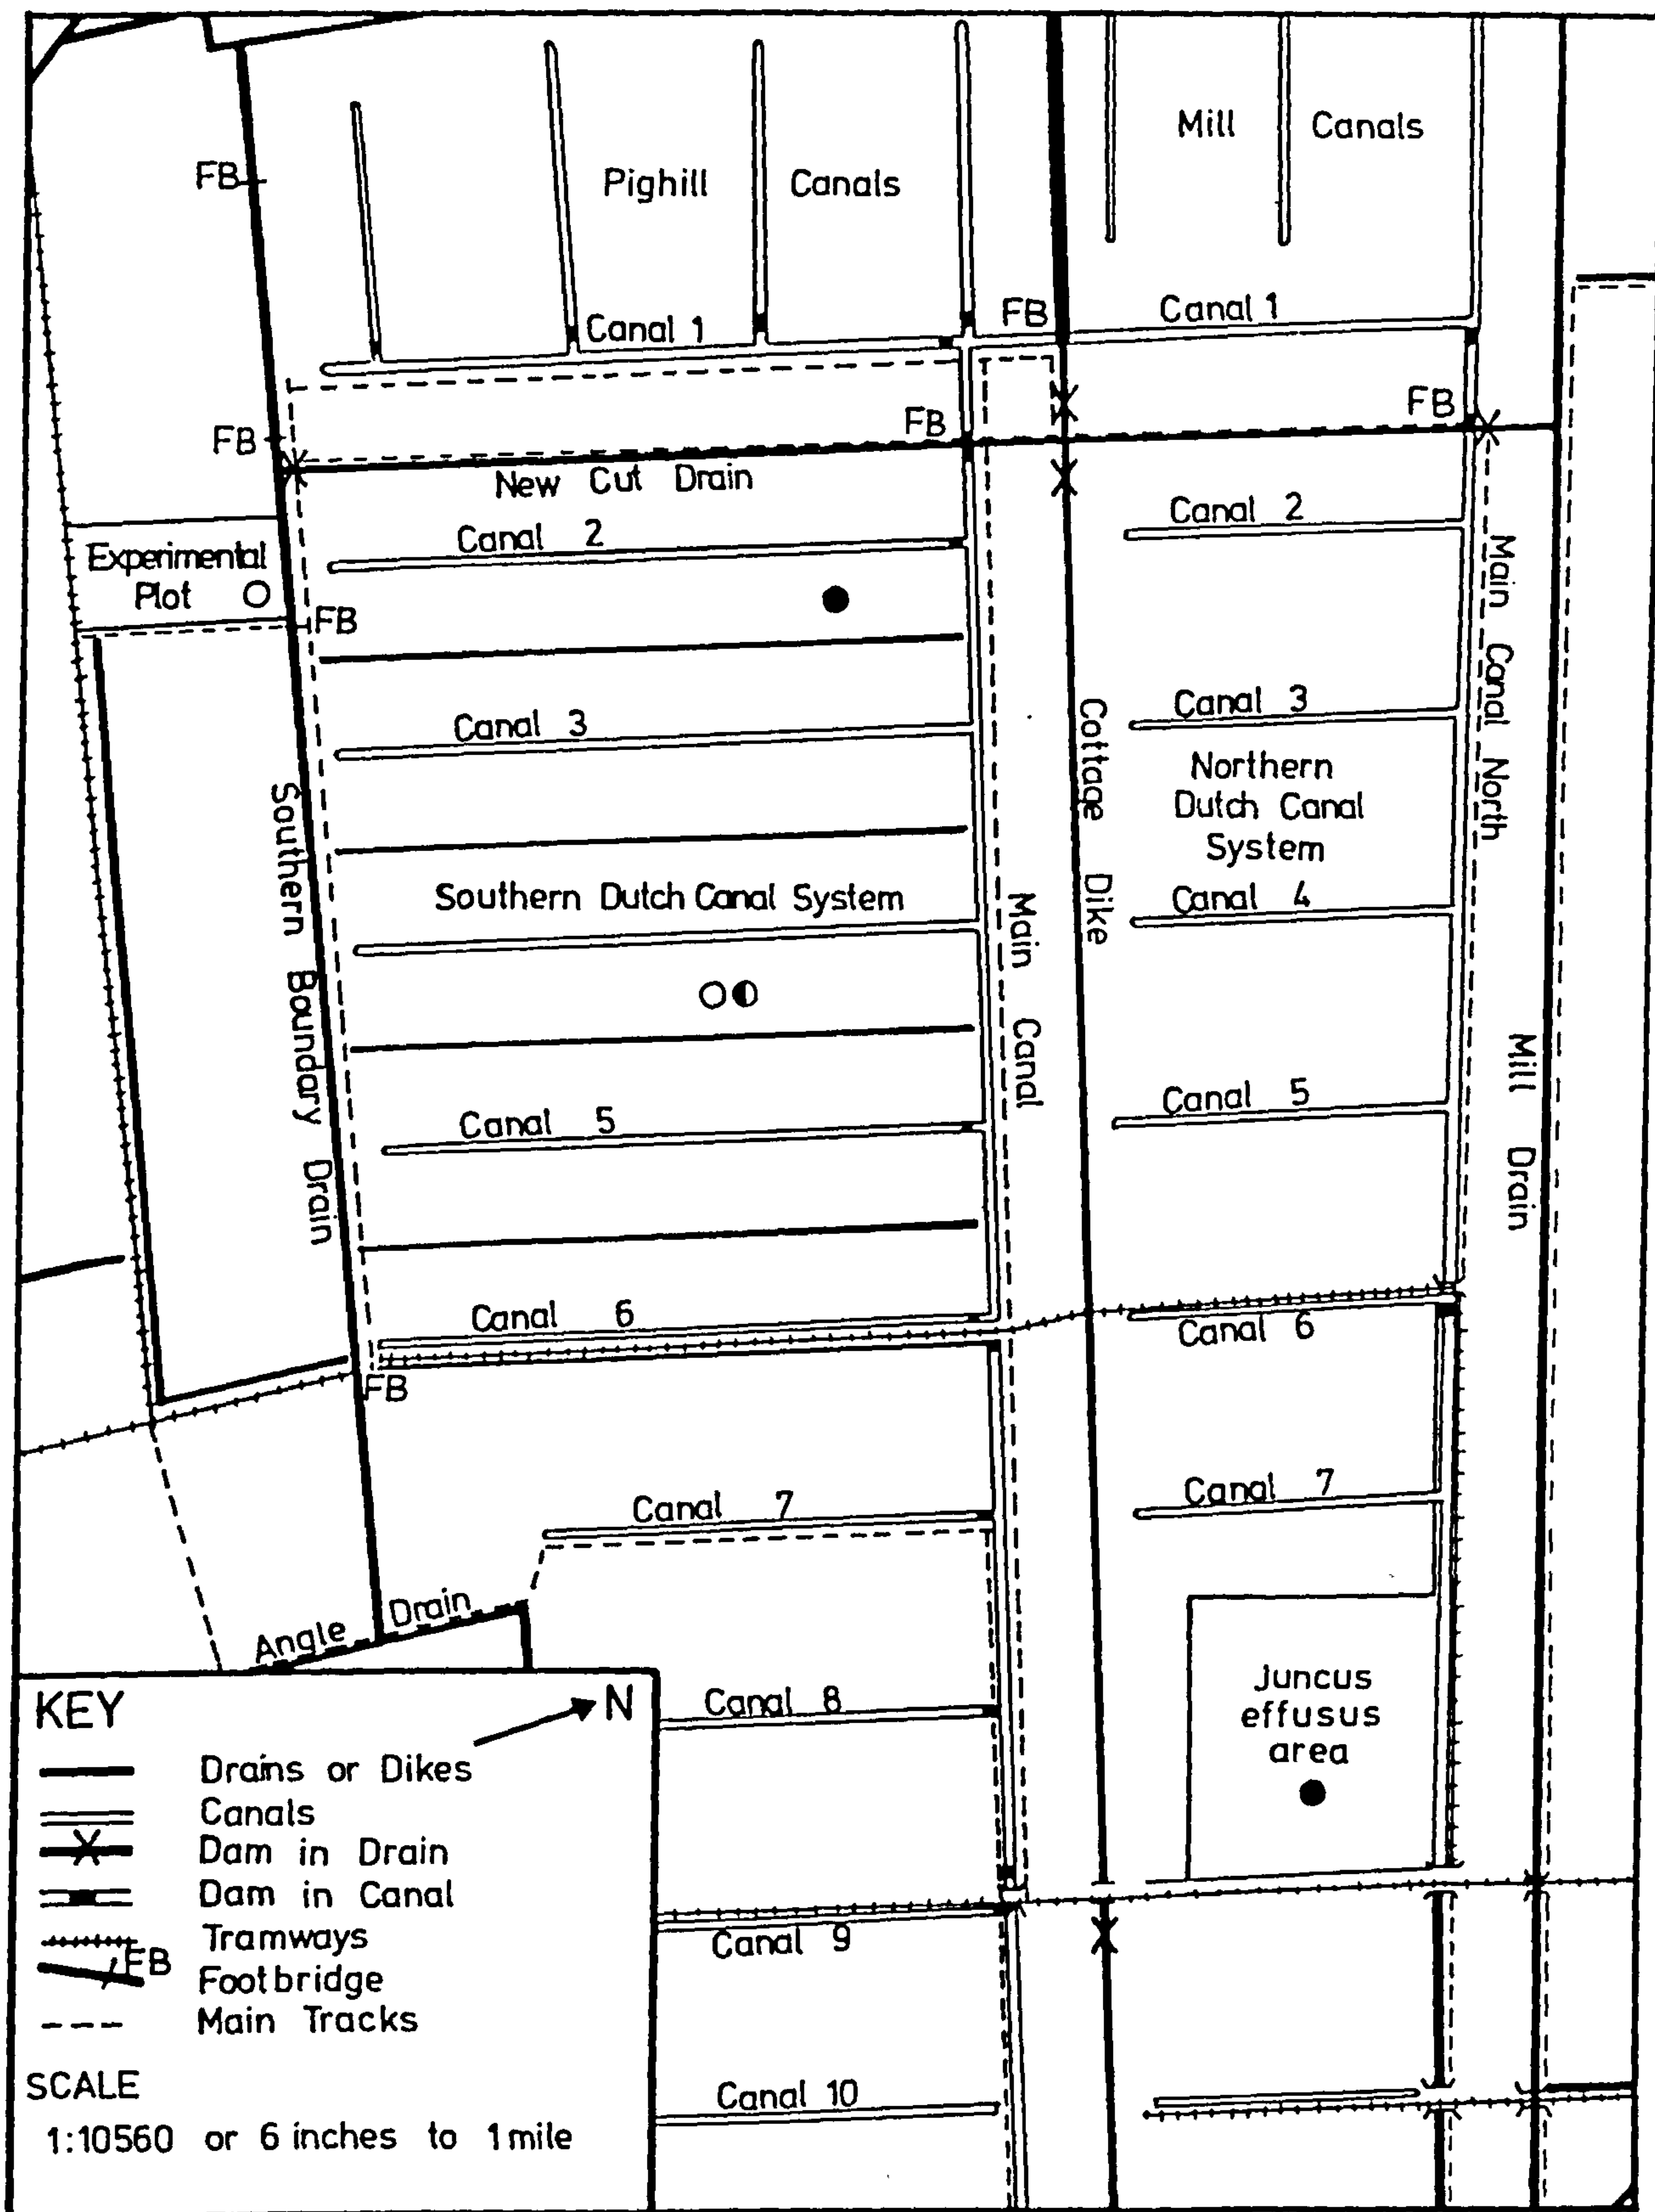 Mill Canals
FB
Pighill Canals
FB
Canal 1
Canal 1
FB
FB
FB
New Cut Drain
Canal 2
Canal 2
Experimental
Plot
FB
Main Canal North
Canal 3
Canal 3
Cottage Dike
Northern
Dutch Canal
System
Southern Boundary Drain
Southern Dutch Canal System
Main Canal
Canal 4
Mill Drain
Canal 5
Canal 5
Canal 6
Canal 6
FB
Canal 7
Canal 7
Angle Drain
Juncus
effusus
area
Canal 8
Canal 9
Canal 10
KEY
N
Drains or Dikes
Canals
Dam in Drain
Dam in Canal
Tramways
FB
Footbridge
Main Tracks
SCALE
1:10560 or 6 inches to 1 mile